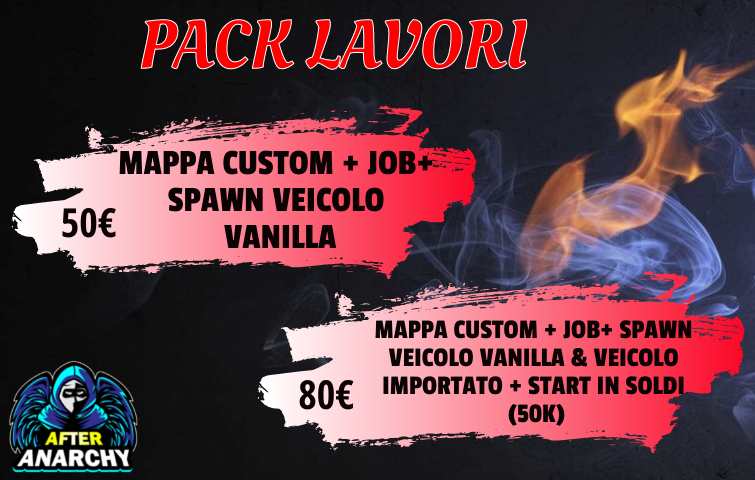 PACK LAVORI
MAPPA CUSTOM + JOB+
SPAWN VEICOLO
VANILLA
50€
MAPPA CUSTOM + JOB+ SPAWN
VEICOLO VANILLA & VEICOLO
IMPORTATO + START IN SOLDI
(50K)
80€
AFTER
ANARCHY